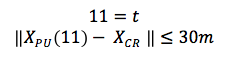 11 = t
‖X_PU(11) − X_CR ‖ ≤ 30m